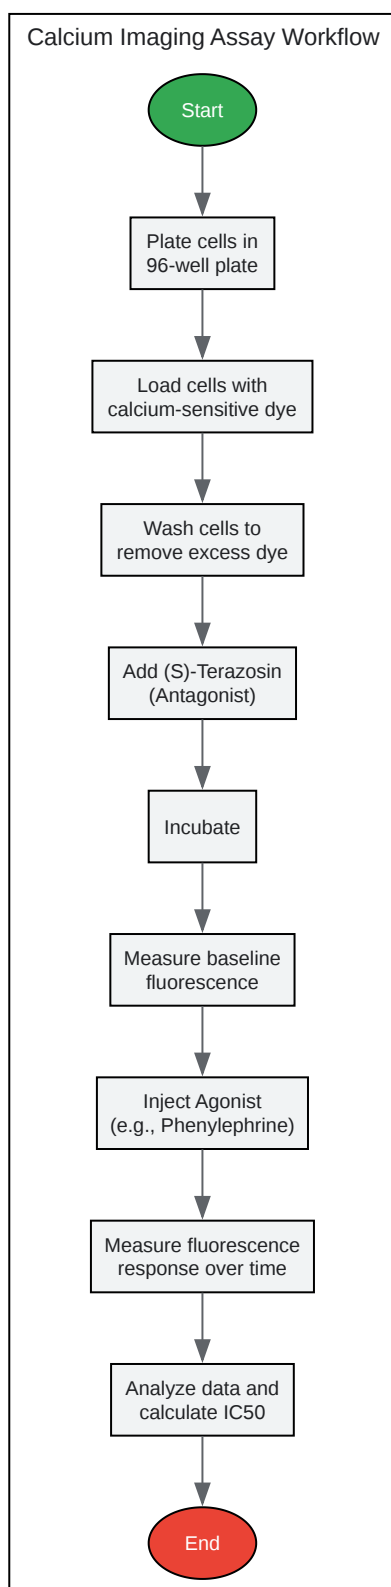 Calcium Imaging Assay Workflow
Start
Plate cells in
96-well plate
Load cells with
calcium-sensitive dye
Wash cells to
remove excess dye
Add (S)-Terazosin
(Antagonist)
Incubate
Measure baseline
fluorescence
Inject Agonist
(e.g., Phenylephrine)
Measure fluorescence
response over time
Analyze data and
calculate IC50
End